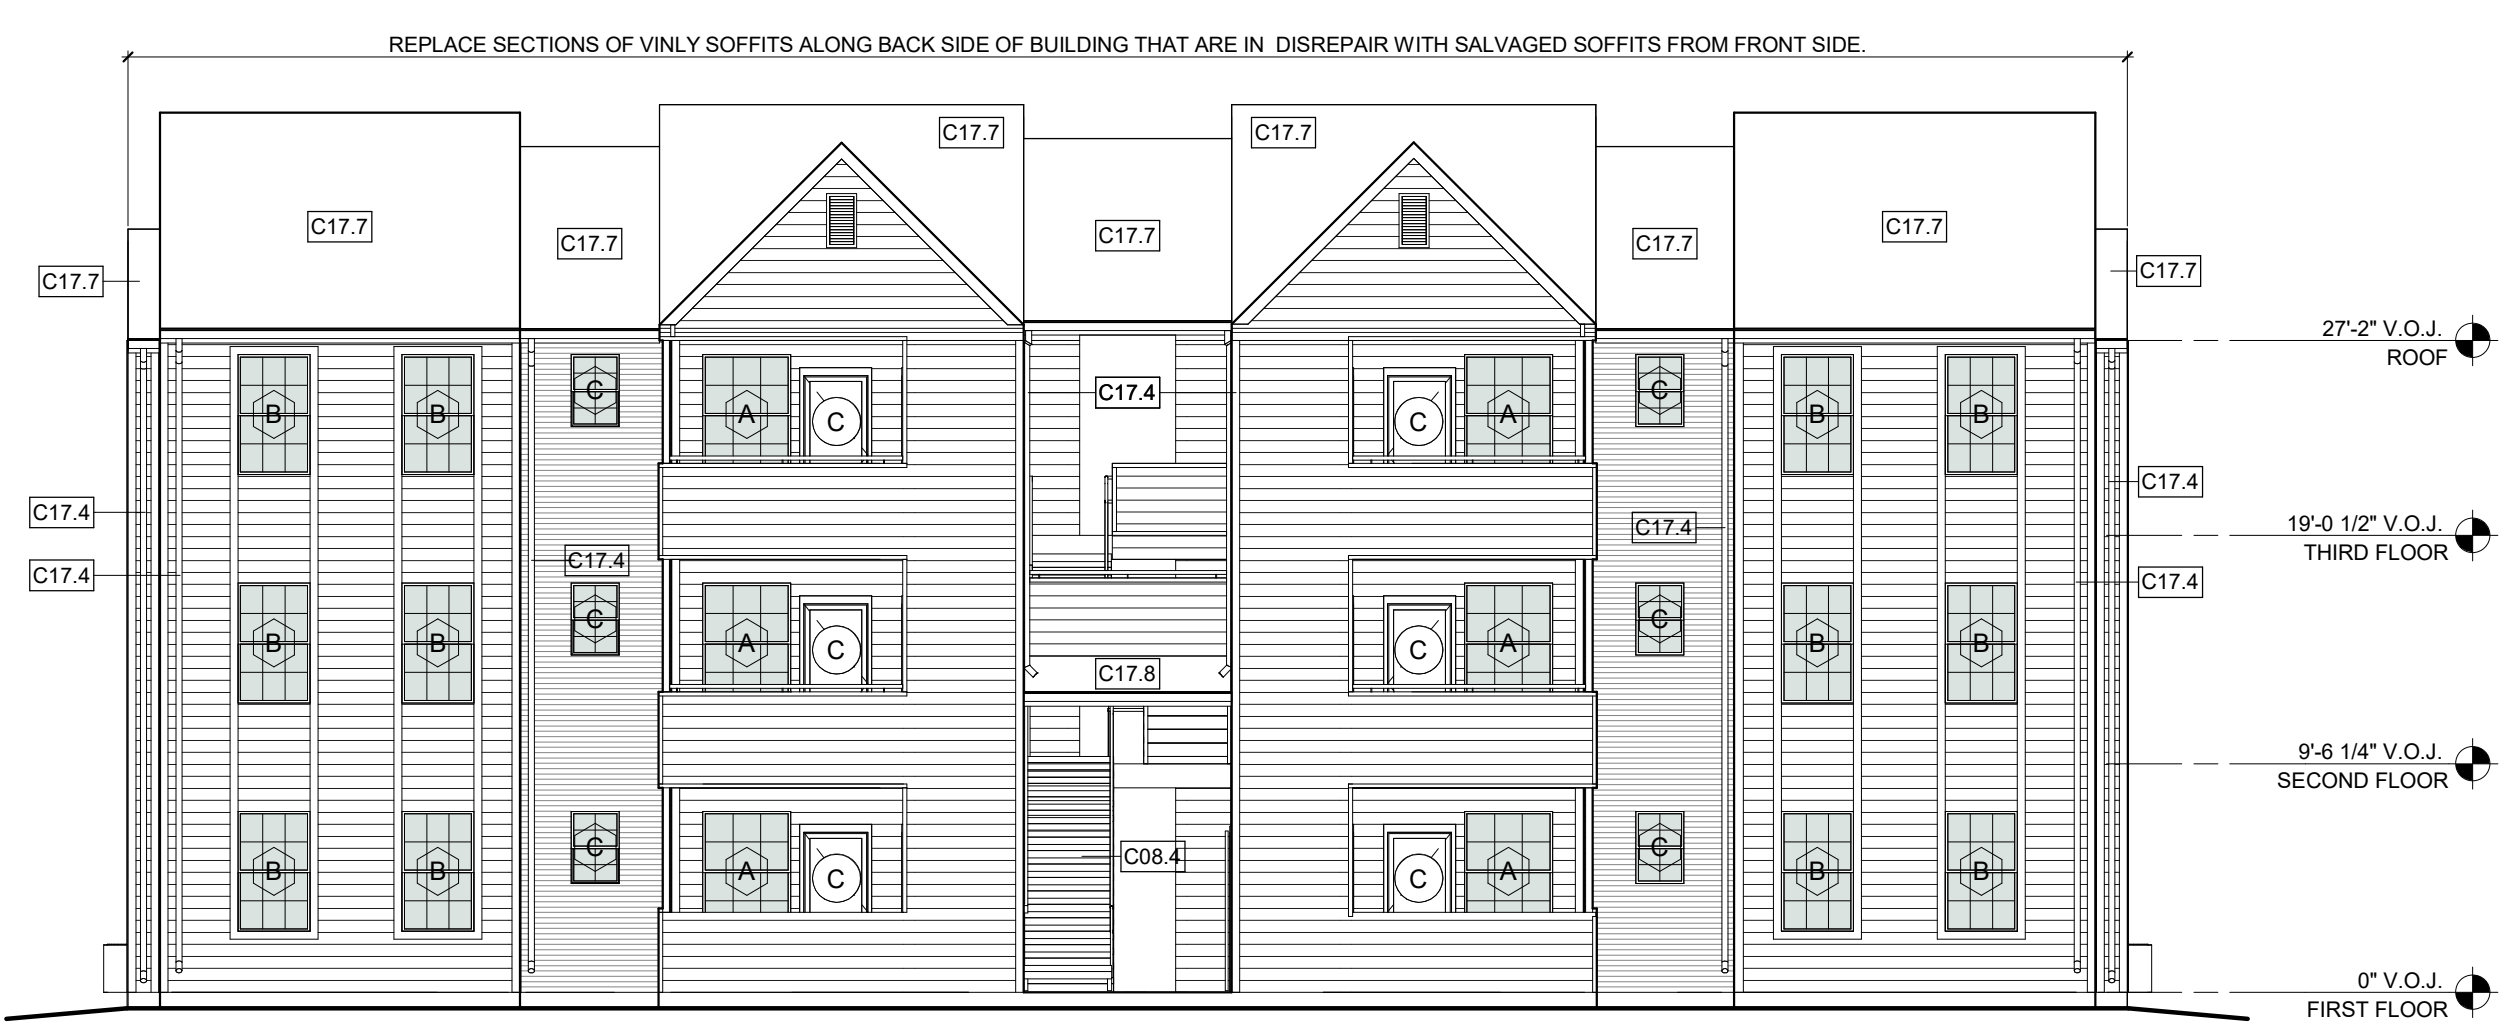 REPLACE SECTIONS OF VINLY SOFFITS ALONG BACK SIDE OF BUILDING THAT ARE IN DISREPAIR WITH SALVAGED SOFFITS FROM FRONT SIDE.
C17.7 C17.7
C17.7 C17.7 C17.7 C17.7 C17.7
C17.7 C17.7
27'-2" V.O.J.
ROOF
B B C A C C17.4 C A C B B
C17.4 C17.4
C17.4 19'-0 1/2" V.O.J.
C17.4 THIRD FLOOR
C17.4 C17.4
B B C A C C A C B B
C17.8
9'-6 1/4" V.O.J.
SECOND FLOOR
B B C A C C08.4 C A C B B
0" V.O.J.
FIRST FLOOR